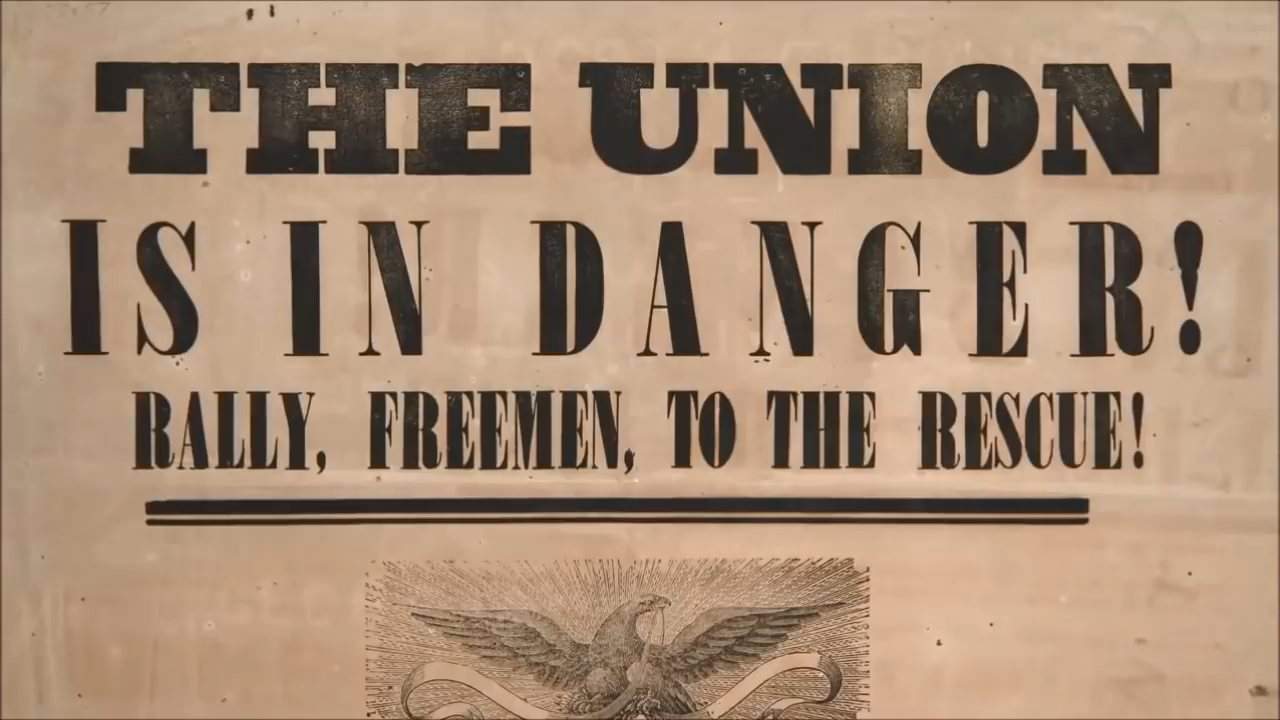 THE UNION
IS IN DANGER!
RALLY, FREEMEN, TO THE RESCUE!